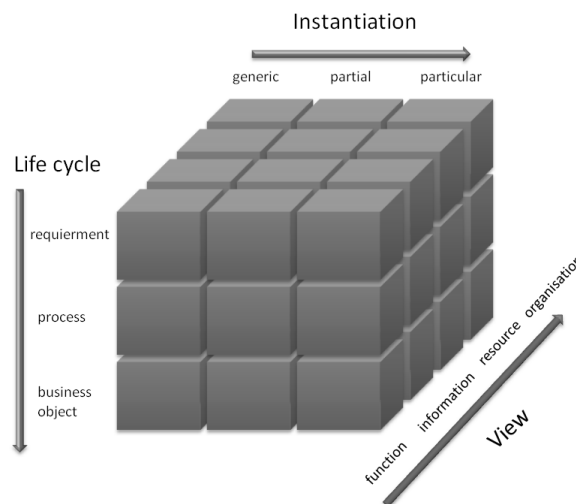 Instantiation
generic partial particular
Life cycle
requierment
process
business
object
function information resource organisation
View